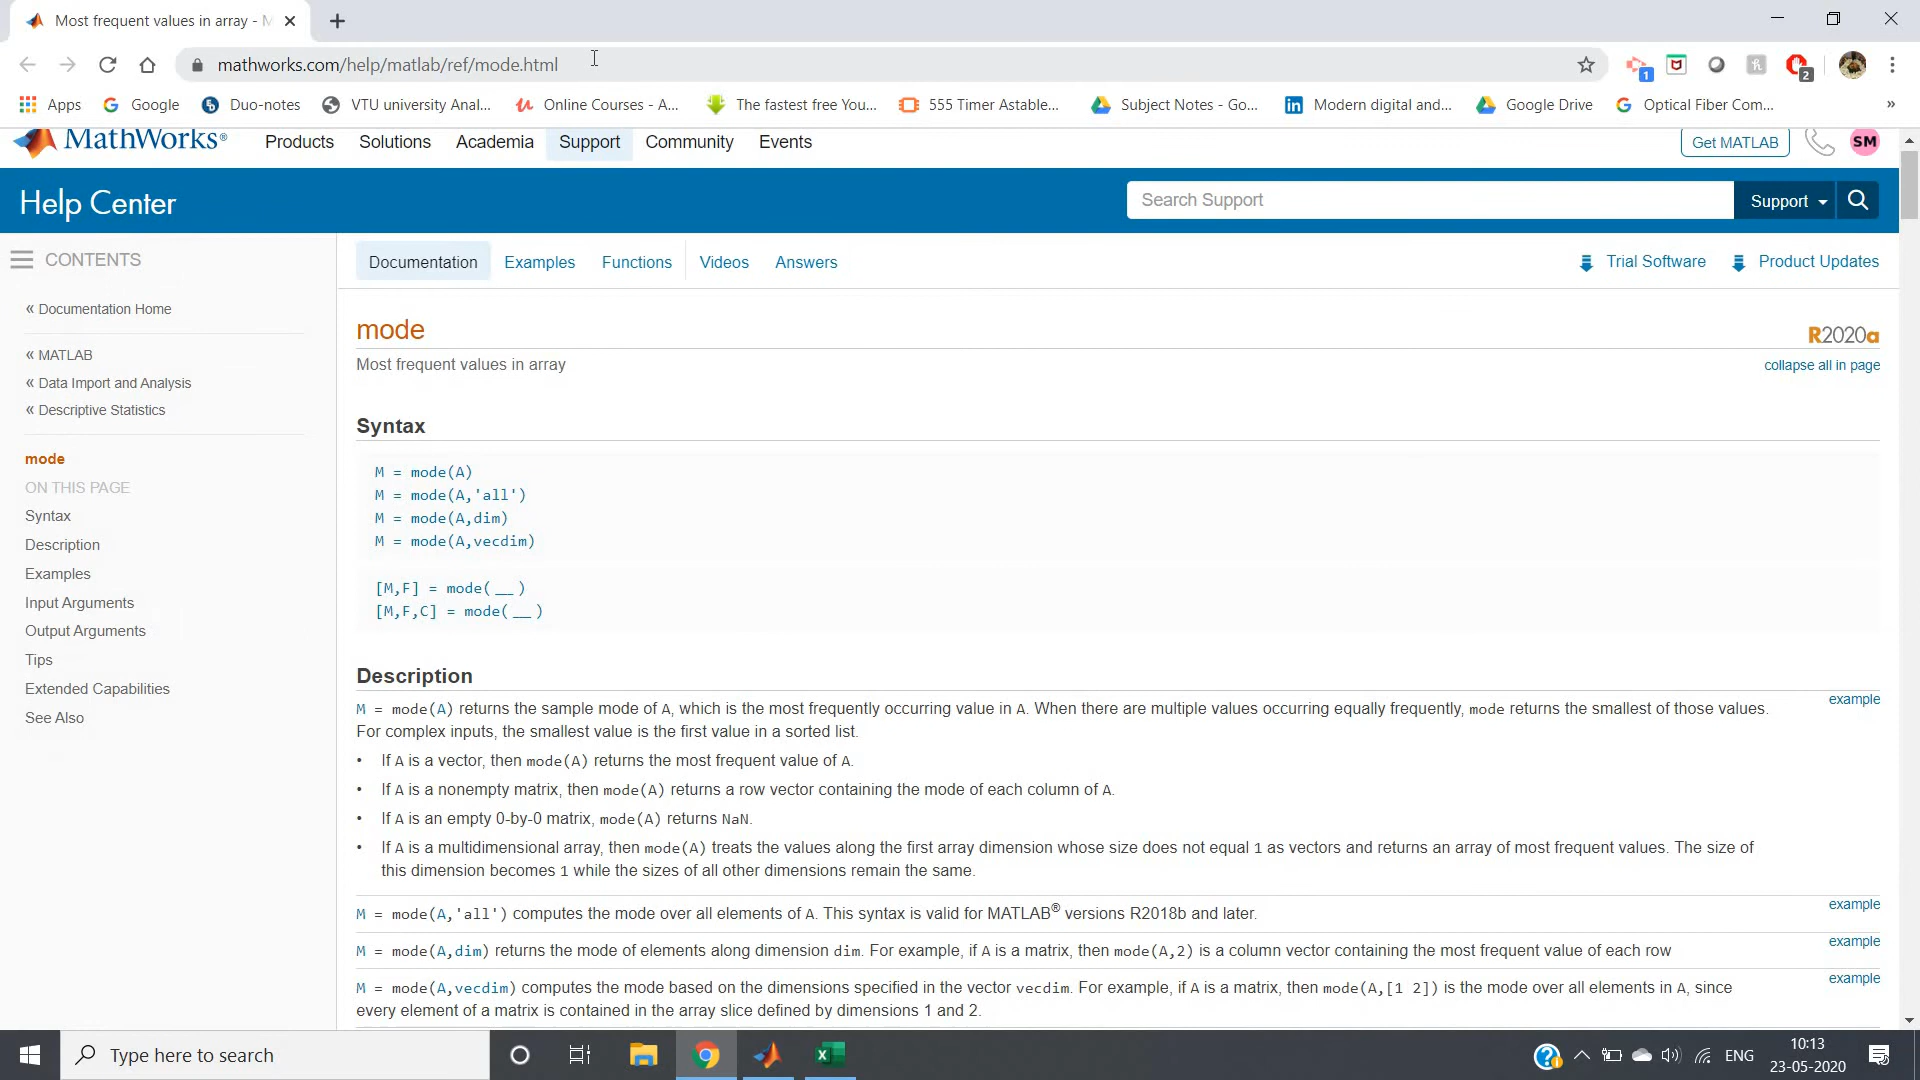 Most frequent values in array - M
mathworks.com/help/matlab/ref/mode.html
1
2
Apps
Google
Duo-notes
VTU university Anal...
Online Courses - A...
The fastest free You...
555 Timer Astable...
Subject Notes - Go...
Modern digital and...
Google Drive
Optical Fiber Com...
»
MathWorks®
Products
Solutions
Academia
Support
Community
Events
Get MATLAB
SM
Help Center
Search Support
Support
CONTENTS
Documentation
Examples
Functions
Videos
Answers
Trial Software
Product Updates
« Documentation Home
« MATLAB
« Data Import and Analysis
« Descriptive Statistics
mode
ON THIS PAGE
Syntax
Description
Examples
Input Arguments
Output Arguments
Tips
Extended Capabilities
See Also
mode
R2020a
Most frequent values in array
collapse all in page
Syntax
M = mode(A)
M = mode(A,'all')
M = mode(A,dim)
M = mode(A,vecdim)
[M,F] = mode(__)
[M,F,C] = mode(__)
Description
M = mode(A) returns the sample mode of A, which is the most frequently occurring value in A. When there are multiple values occurring equally frequently, mode returns the smallest of those values.
For complex inputs, the smallest value is the first value in a sorted list.
example
• If A is a vector, then mode(A) returns the most frequent value of A.
• If A is a nonempty matrix, then mode(A) returns a row vector containing the mode of each column of A.
• If A is an empty 0-by-0 matrix, mode(A) returns NaN.
• If A is a multidimensional array, then mode(A) treats the values along the first array dimension whose size does not equal 1 as vectors and returns an array of most frequent values. The size of
this dimension becomes 1 while the sizes of all other dimensions remain the same.
M = mode(A,'all') computes the mode over all elements of A. This syntax is valid for MATLAB® versions R2018b and later.
example
M = mode(A,dim) returns the mode of elements along dimension dim. For example, if A is a matrix, then mode(A,2) is a column vector containing the most frequent value of each row
example
M = mode(A,vecdim) computes the mode based on the dimensions specified in the vector vecdim. For example, if A is a matrix, then mode(A,[1 2]) is the mode over all elements in A, since
every element of a matrix is contained in the array slice defined by dimensions 1 and 2.
example
Type here to search
ENG
10:13
23-05-2020